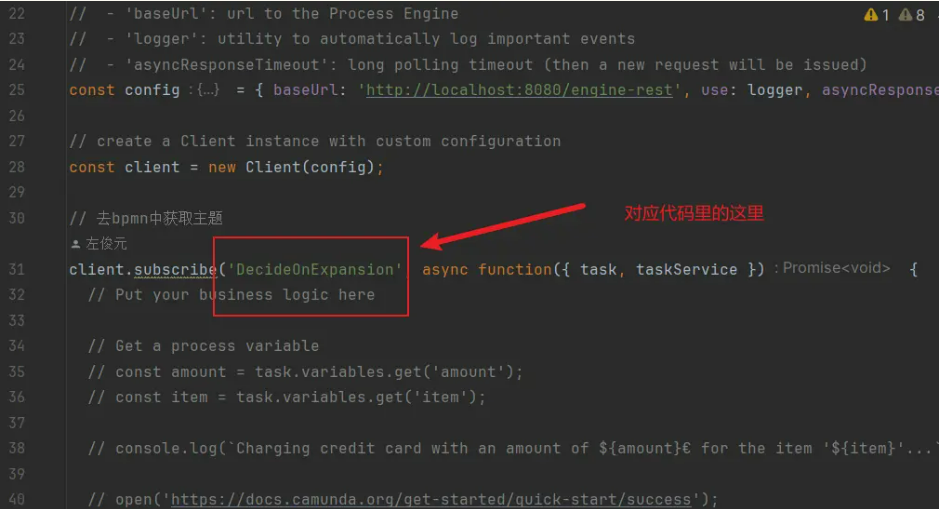 ⚠1 ⚠8
22 // - 'baseUrl': url to the Process Engine
23 // - 'logger': utility to automatically log important events
24 // - 'asyncResponseTimeout': long polling timeout (then a new request will be issued)
25 const config : {...} = { baseUrl: 'http://localhost:8080/engine-rest', use: logger, asyncResponse
26
27 // create a Client instance with custom configuration
28 const client = new Client(config);
29
30 // 去bpmn中获取主题
左俊元
对应代码里的这里
31 client.subscribe('DecideOnExpansion' async function({ task, taskService }) : Promise<void> {
32 // Put your business logic here
33
34 // Get a process variable
35 // const amount = task.variables.get('amount');
36 // const item = task.variables.get('item');
37
38 // console.log(`Charging credit card with an amount of ${amount}€ for the item '${item}'...`
39
40 // open('https://docs.camunda.org/get-started/quick-start/success');